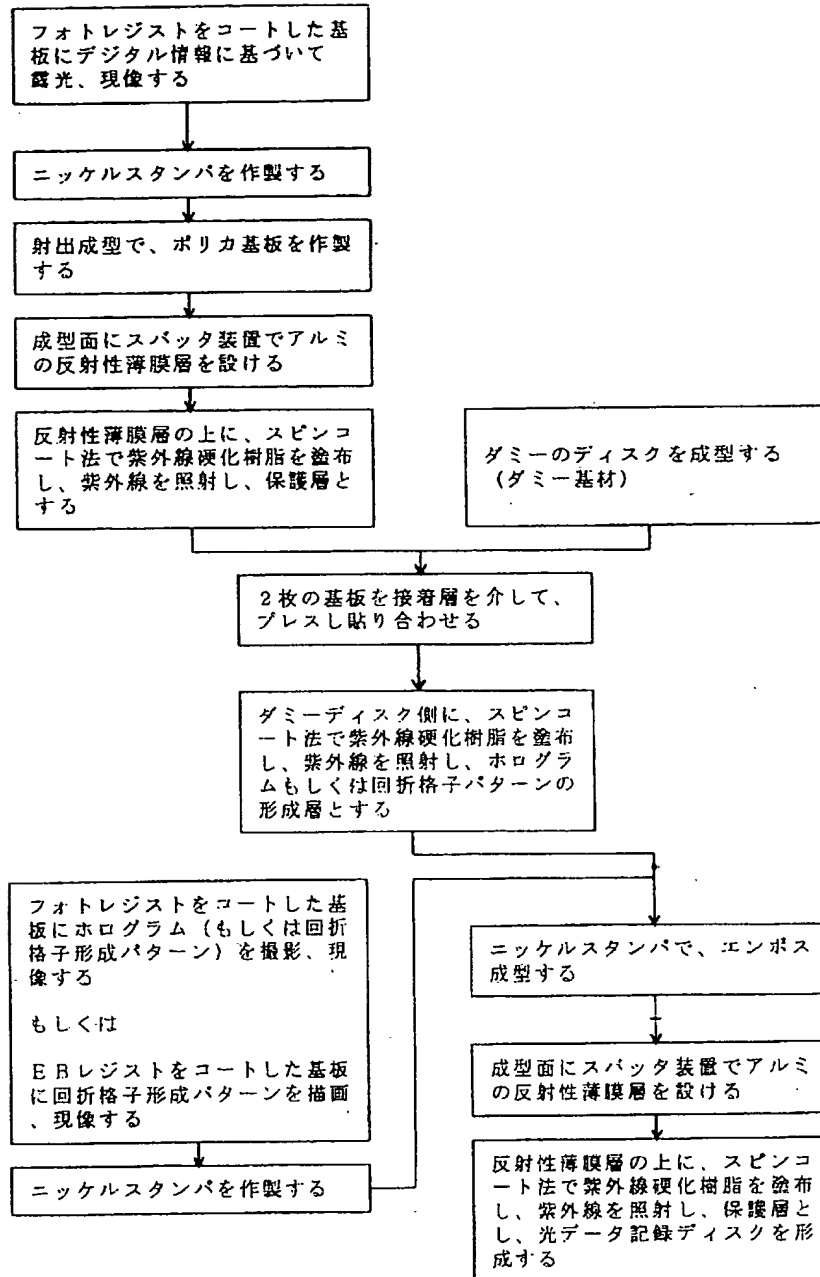 フォトレジストをコートした基
板にデジタル情報に基づいて
露光、現像する
ニッケルスタンパを作製する
射出成型で、ポリカ基板を作製
する
成型面にスパッタ装置でアルミ
の反射性薄膜層を設ける
反射性薄膜層の上に、スピンコ
ート法で紫外線硬化樹脂を塗布
し、紫外線を照射し、保護層と
する
ダミーのディスクを成型する
(ダミー基材)
2枚の基板を接着層を介して、
プレスし貼り合わせる
ダミーディスク側に、スピンコ
ート法で紫外線硬化樹脂を塗布
し、紫外線を照射し、ホログラ
ムもしくは回折格子パターンの
形成層とする
フォトレジストをコートした基
板にホログラム(もしくは回折
格子形成パターン)を撮影、現
像する
もしくは
EBレジストをコートした基板
に回折格子形成パターンを描画
、現像する
ニッケルスタンパを作製する
ニッケルスタンパで、エンボス
成型する
成型面にスパッタ装置でアルミ
の反射性薄膜層を設ける
反射性薄膜層の上に、スピンコ
ート法で紫外線硬化樹脂を塗布
し、紫外線を照射し、保護層と
し、光データ記録ディスクを形
成する